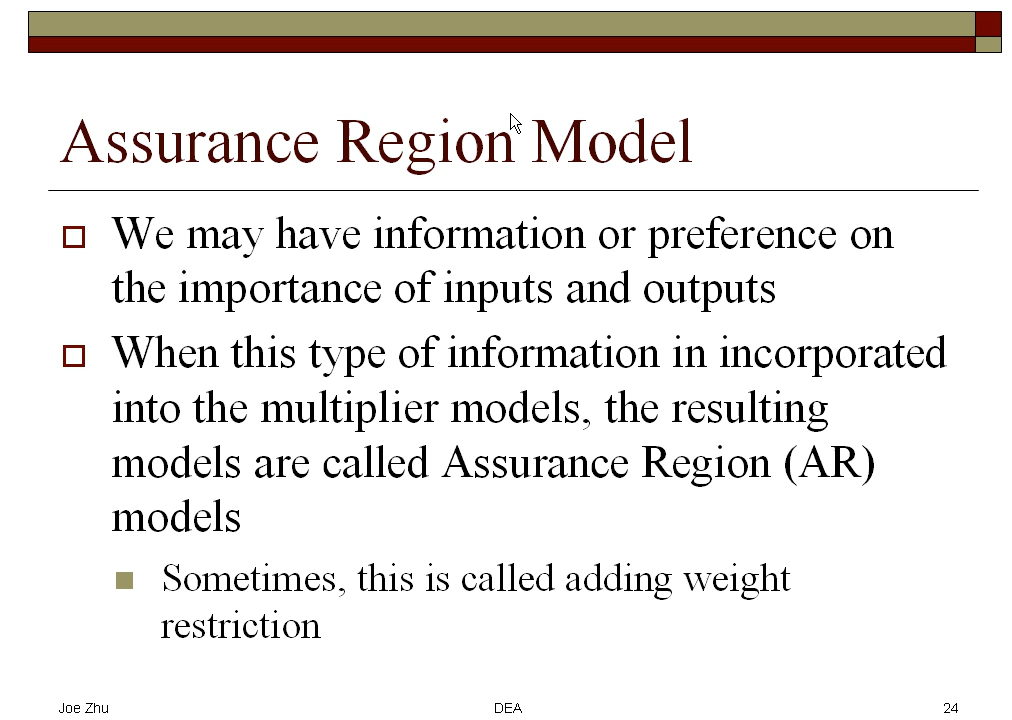 Assurance Region Model
We may have information or preference on
the importance of inputs and outputs
When this type of information in incorporated
into the multiplier models, the resulting
models are called Assurance Region (AR)
models
Sometimes, this is called adding weight
restriction
Joe Zhu
DEA
24